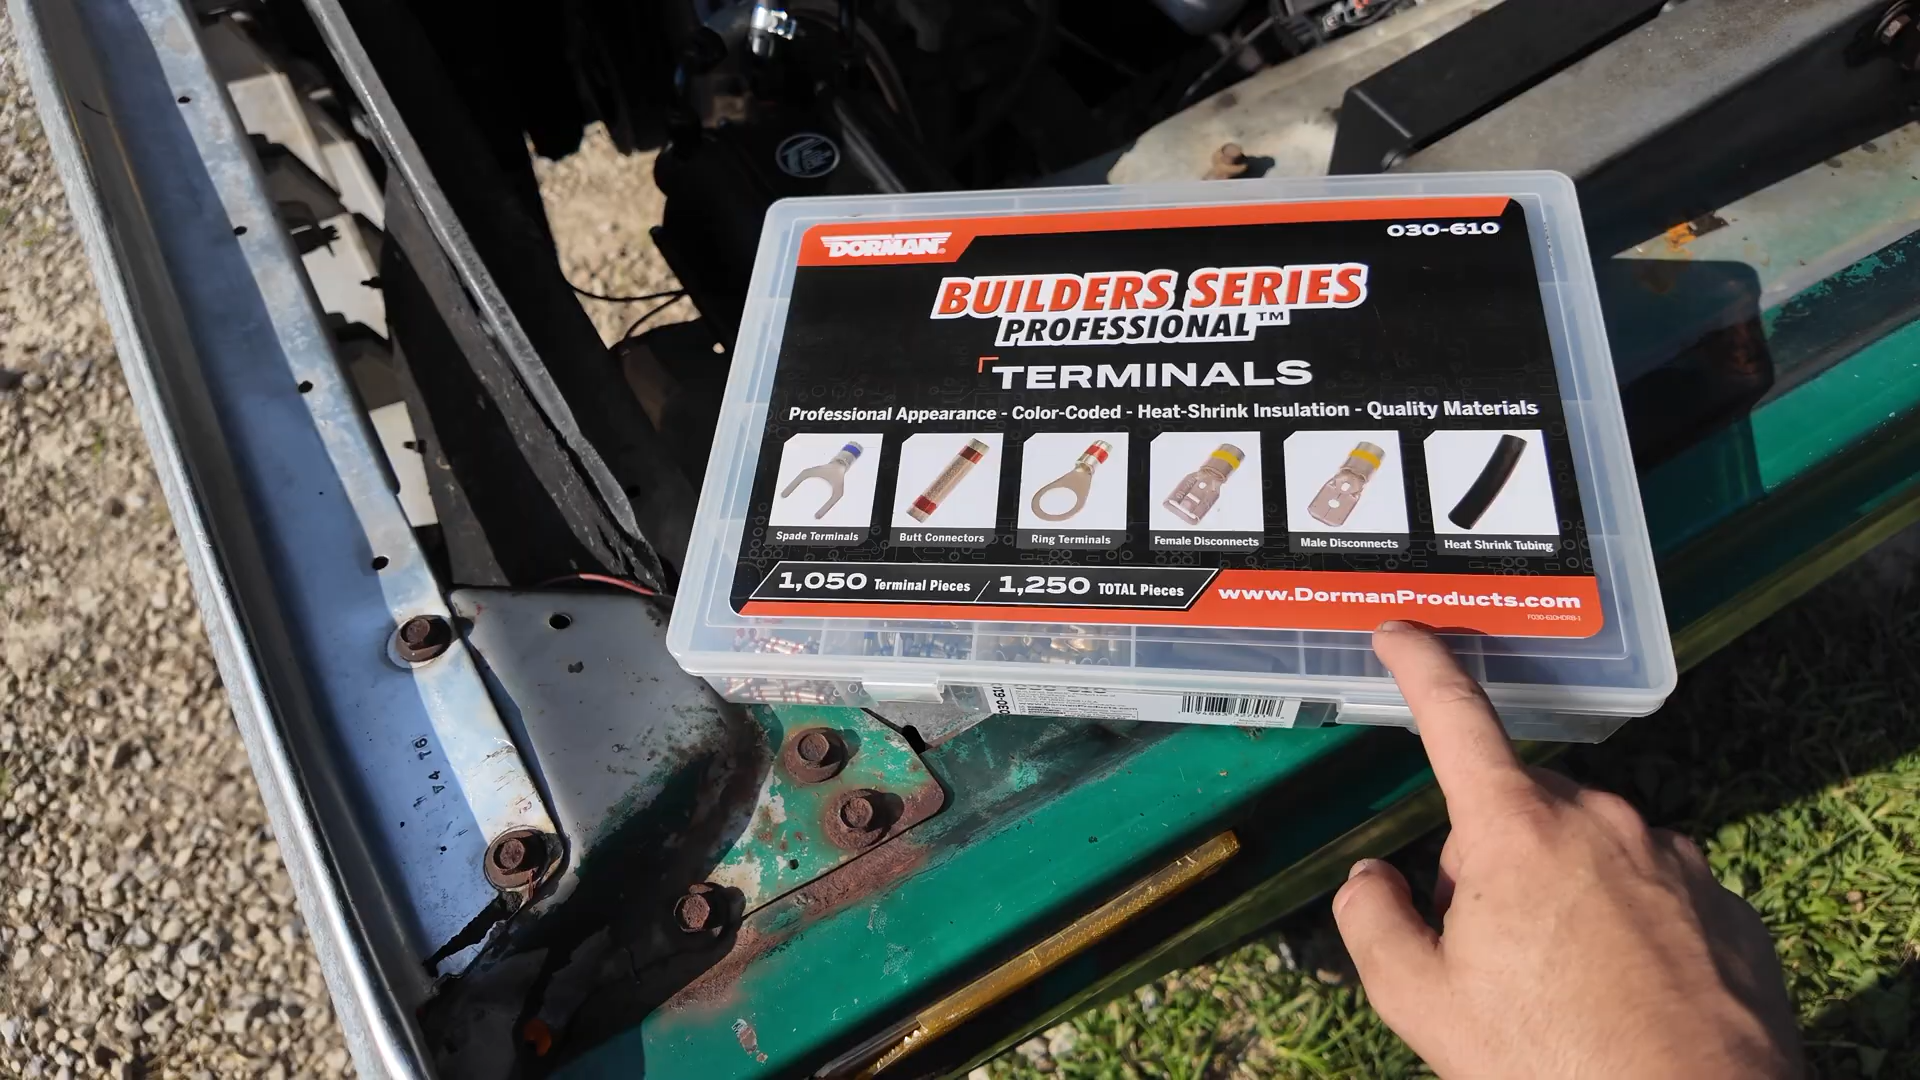 DORMAN
030-610
BUILDERS SERIES
PROFESSIONAL™
TERMINALS
Professional Appearance - Color-Coded - Heat-Shrink Insulation - Quality Materials
Spade Terminals
Butt Connectors
Ring Terminals
Female Disconnects
Male Disconnects
Heat Shrink Tubing
1,050 Terminal Pieces / 1,250 TOTAL Pieces
www.DormanProducts.com
030-610